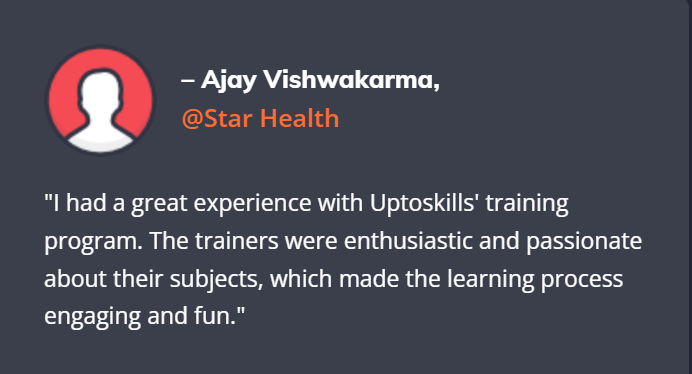 – Ajay Vishwakarma,
@Star Health
"I had a great experience with Uptoskills' training
program. The trainers were enthusiastic and passionate
about their subjects, which made the learning process
engaging and fun."